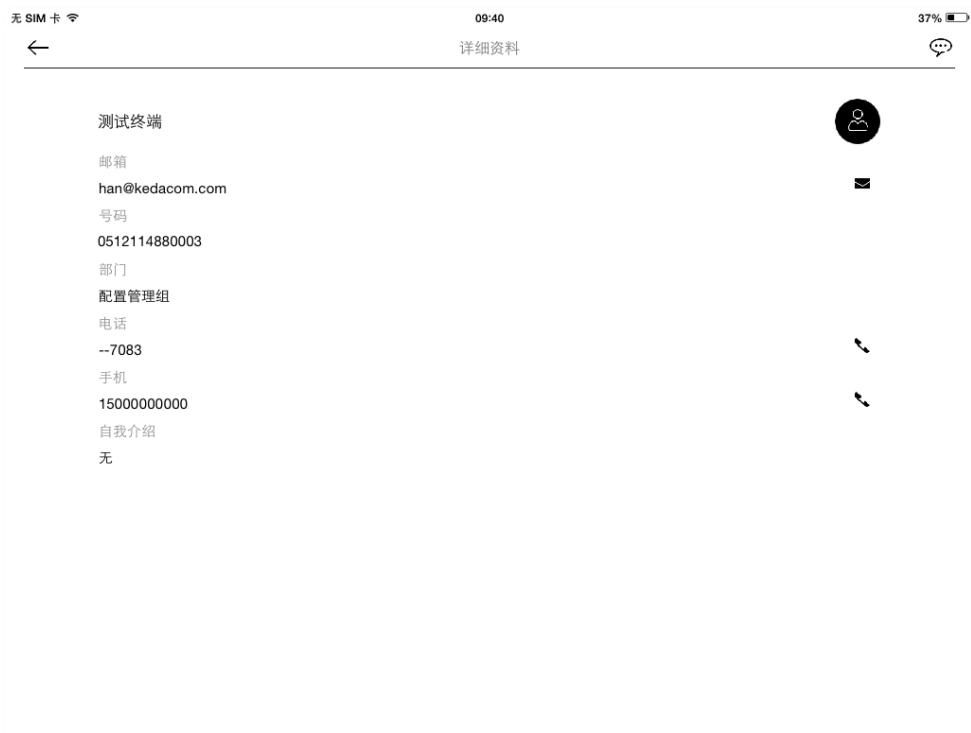 无 SIM 卡 09:40 37%
详细资料
测试终端
邮箱
han@kedacom.com
号码
0512114880003
部门
配置管理组
电话
--7083
手机
15000000000
自我介绍
无